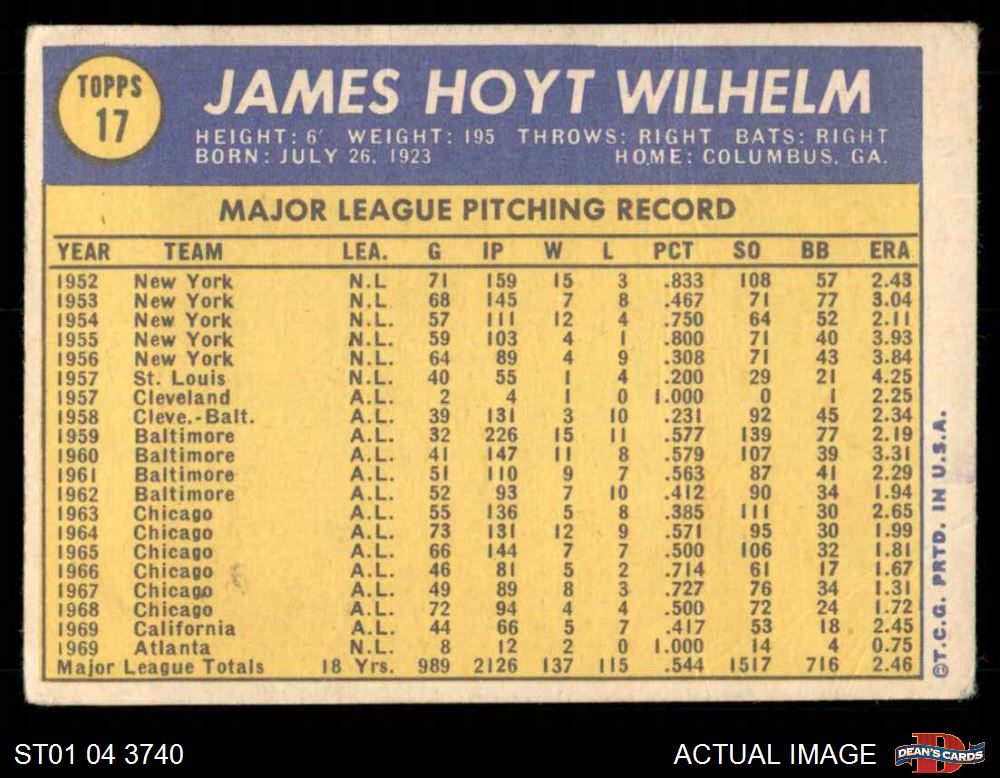 TOPPS
17
JAMES HOYT WILHELM
HEIGHT: 6' WEIGHT: 195 THROWS: RIGHT BATS: RIGHT
BORN: JULY 26, 1923 HOME: COLUMBUS, GA.
MAJOR LEAGUE PITCHING RECORD
YEAR TEAM LEA. G IP W L PCT SO BB ERA
1952 New York N.L 71 159 15 3 .833 108 57 2.43
1953 New York N.L. 68 145 7 8 .467 71 77 3.04
1954 New York N.L. 57 111 12 4 .750 64 52 2.11
1955 New York N.L. 59 103 4 1 .800 71 40 3.93
1956 New York N.L. 64 89 4 9 .308 71 43 3.84
1957 St. Louis N.L. 40 55 1 4 .200 29 21 4.25
1957 Cleveland A.L. 2 4 1 0 1.000 0 1 2.25
1958 Cleve.-Balt. A.L. 39 131 3 10 .231 92 45 2.34
1959 Baltimore A.L. 32 226 15 11 .577 139 77 2.19
1960 Baltimore A.L. 41 147 11 8 .579 107 39 3.31
1961 Baltimore A.L. 51 110 9 7 .563 87 41 2.29
1962 Baltimore A.L. 52 93 7 10 .412 90 34 1.94
1963 Chicago A.L. 55 136 5 8 .385 111 30 2.65
1964 Chicago A.L. 73 131 12 9 .571 95 30 1.99
1965 Chicago A.L. 66 144 7 7 .500 106 32 1.81
1966 Chicago A.L. 46 81 5 2 .714 61 17 1.67
1967 Chicago A.L. 49 89 8 3 .727 76 34 1.31
1968 Chicago A.L. 72 94 4 4 .500 72 24 1.72
1969 California A.L. 44 66 5 7 .417 53 18 2.45
1969 Atlanta N.L. 8 12 2 0 1.000 14 4 0.75
Major League Totals 18 Yrs. 989 2126 137 115 .544 1517 716 2.46
©T.C.G. PRTD. IN U.S.A.
ST01 04 3740
ACTUAL IMAGE
DEAN'S CARDS